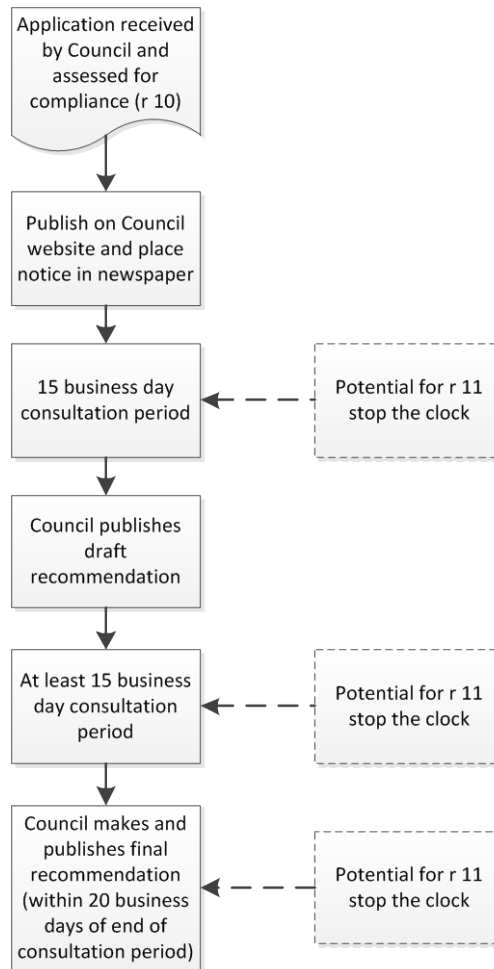 Application received
by Council and
assessed for
compliance (r 10)
Publish on Council
website and place
notice in newspaper
15 business day
consultation period
Potential for r 11
stop the clock
Council publishes
draft
recommendation
At least 15 business
day consultation
period
Potential for r 11
stop the clock
Council makes and
publishes final
recommendation
(within 20 business
days of end of
consultation period)
Potential for r 11
stop the clock